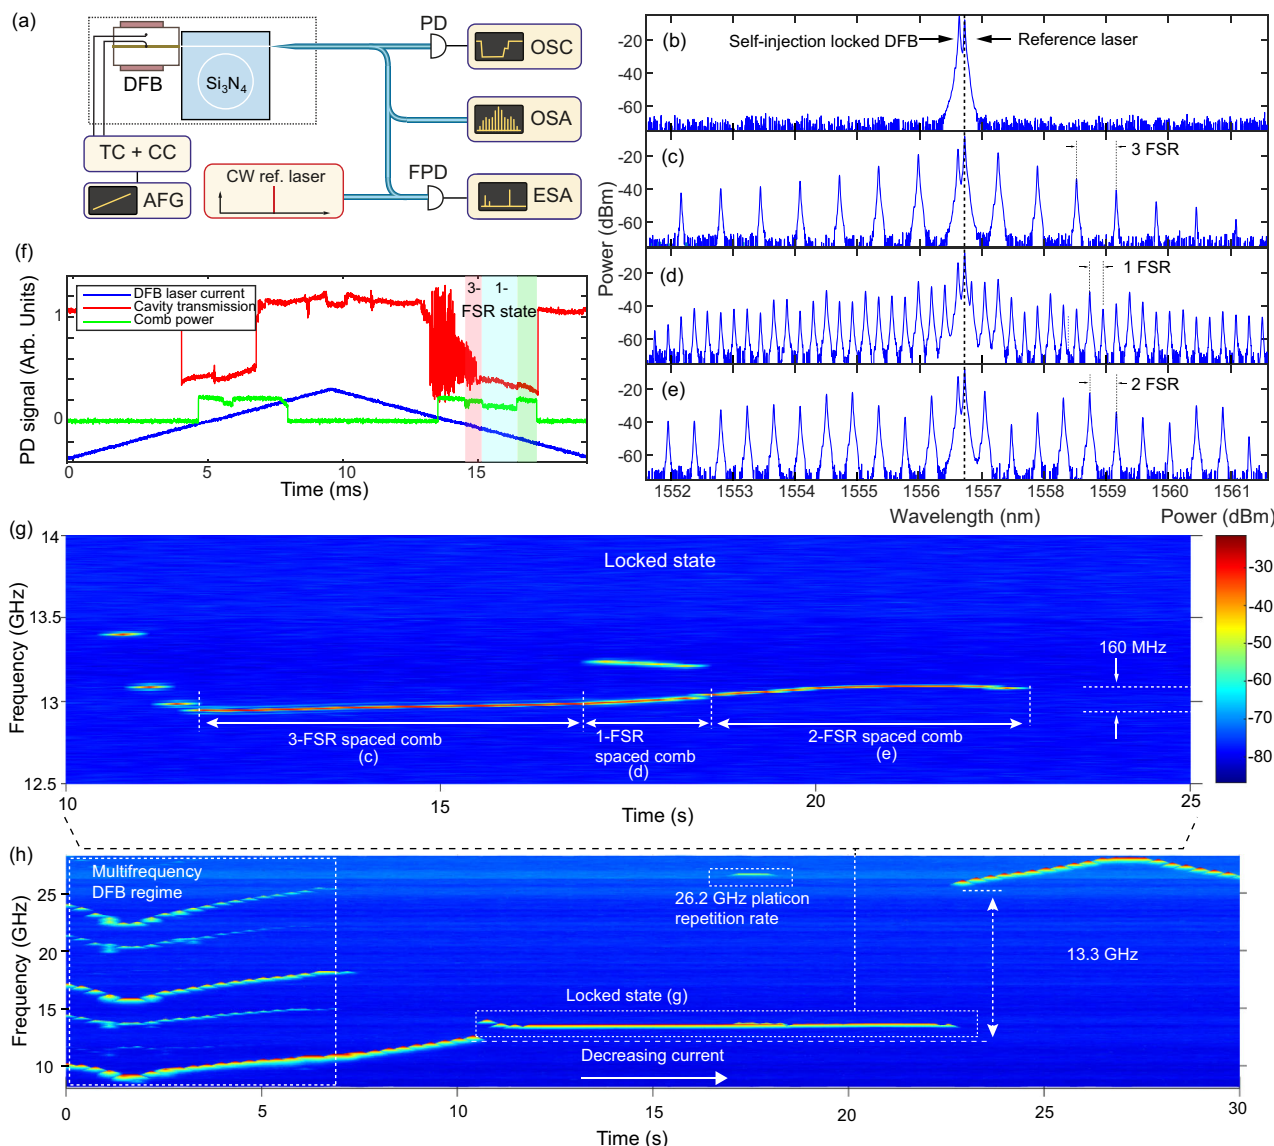 (a)
PD
OSC
DFB
Si₃N₄
OSA
TC + CC
CW ref. laser
FPD
AFG
ESA
(b)
Self-injection locked DFB
Reference laser
-20
-40
-60
(c)
3 FSR
-20
-40
-60
(d)
1 FSR
-20
-40
-60
(e)
2 FSR
-20
-40
-60
Power (dBm)
1552
1553
1554
1555
1556
1557
1558
1559
1560
1561
Wavelength (nm)
(f)
DFB laser current
Cavity transmission
Comb power
3-
1-
FSR state
1
0
PD signal (Arb. Units)
5
10
15
Time (ms)
(g)
Power (dBm)
14
13.5
13
12.5
Frequency (GHz)
Locked state
160 MHz
3-FSR spaced comb
(c)
1-FSR
spaced comb
(d)
2-FSR spaced comb
(e)
-30
-40
-50
-60
-70
-80
10
15
20
25
Time (s)
(h)
Multifrequency
DFB regime
26.2 GHz platicon
repetition rate
13.3 GHz
Locked state (g)
Decreasing current
25
20
15
10
Frequency (GHz)
0
5
10
15
20
25
30
Time (s)